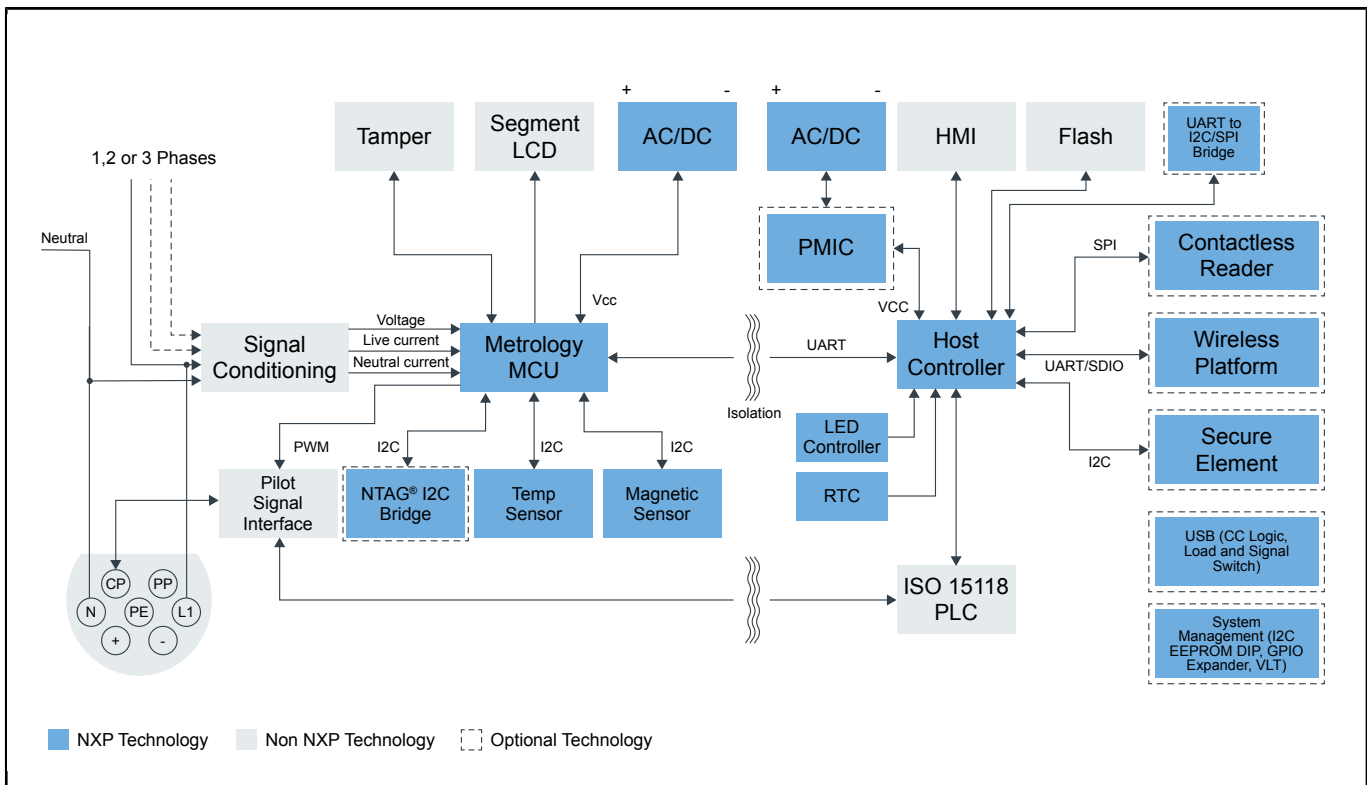 + - + -
Tamper
Segment
LCD
AC/DC
AC/DC
HMI
Flash
UART to
I2C/SPI
Bridge
1,2 or 3 Phases
Neutral
PMIC
SPI
Contactless
Reader
Vcc
VCC
Signal
Conditioning
Voltage
Live current
Neutral current
Metrology
MCU
UART
Isolation
Host
Controller
UART/SDIO
Wireless
Platform
LED
Controller
I2C
Secure
Element
PWM
I2C
I2C
I2C
Pilot
Signal
Interface
NTAG® I2C
Bridge
Temp
Sensor
Magnetic
Sensor
RTC
USB (CC Logic,
Load and Signal
Switch)
CP PP
N PE L1
+ -
ISO 15118
PLC
System
Management (I2C
EEPROM DIP, GPIO
Expander, VLT)
NXP Technology
Non NXP Technology
Optional Technology